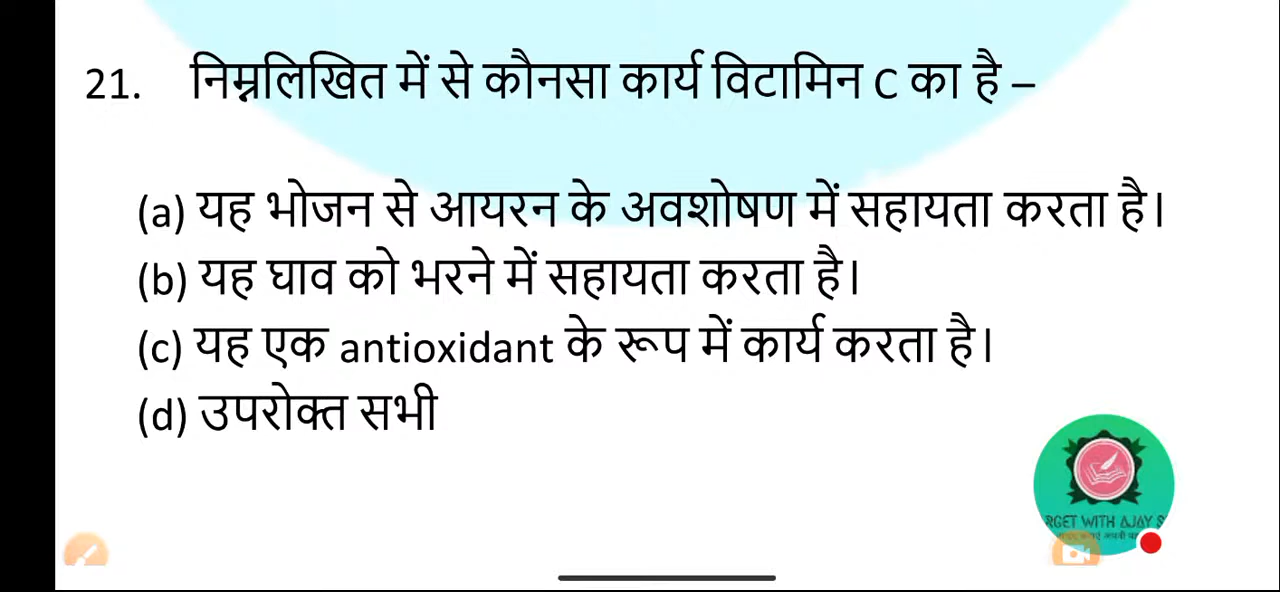 21. निम्नलिखित में से कौनसा कार्य विटामिन C का है –
(a) यह भोजन से आयरन के अवशोषण में सहायता करता है।
(b) यह घाव को भरने में सहायता करता है।
(c) यह एक antioxidant के रूप में कार्य करता है।
(d) उपरोक्त सभी
RGET WITH AJAY S